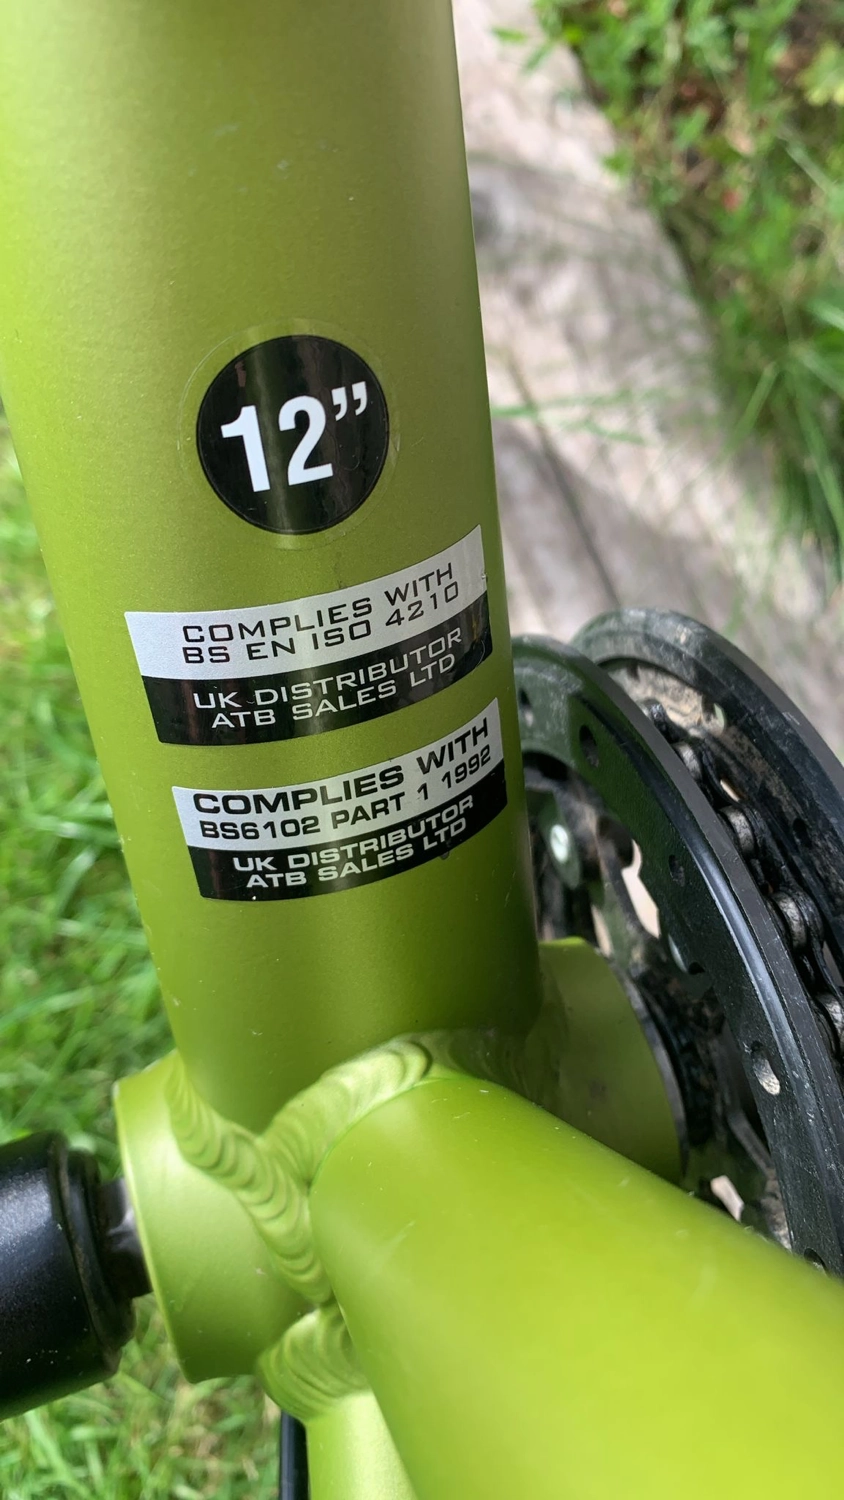 12”
COMPLIES WITH
BS EN ISO 4210
UK DISTRIBUTOR
ATB SALES LTD
COMPLIES WITH
BS6102 PART 1 1992
UK DISTRIBUTOR
ATB SALES LTD